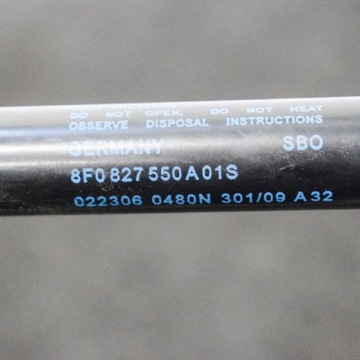 DO NOT OPEN, DO NOT HEAT
OBSERVE DISPOSAL INSTRUCTIONS
GERMANY SBO
8F0 827 550 A 01S
022306 0480N 301/09 A 32